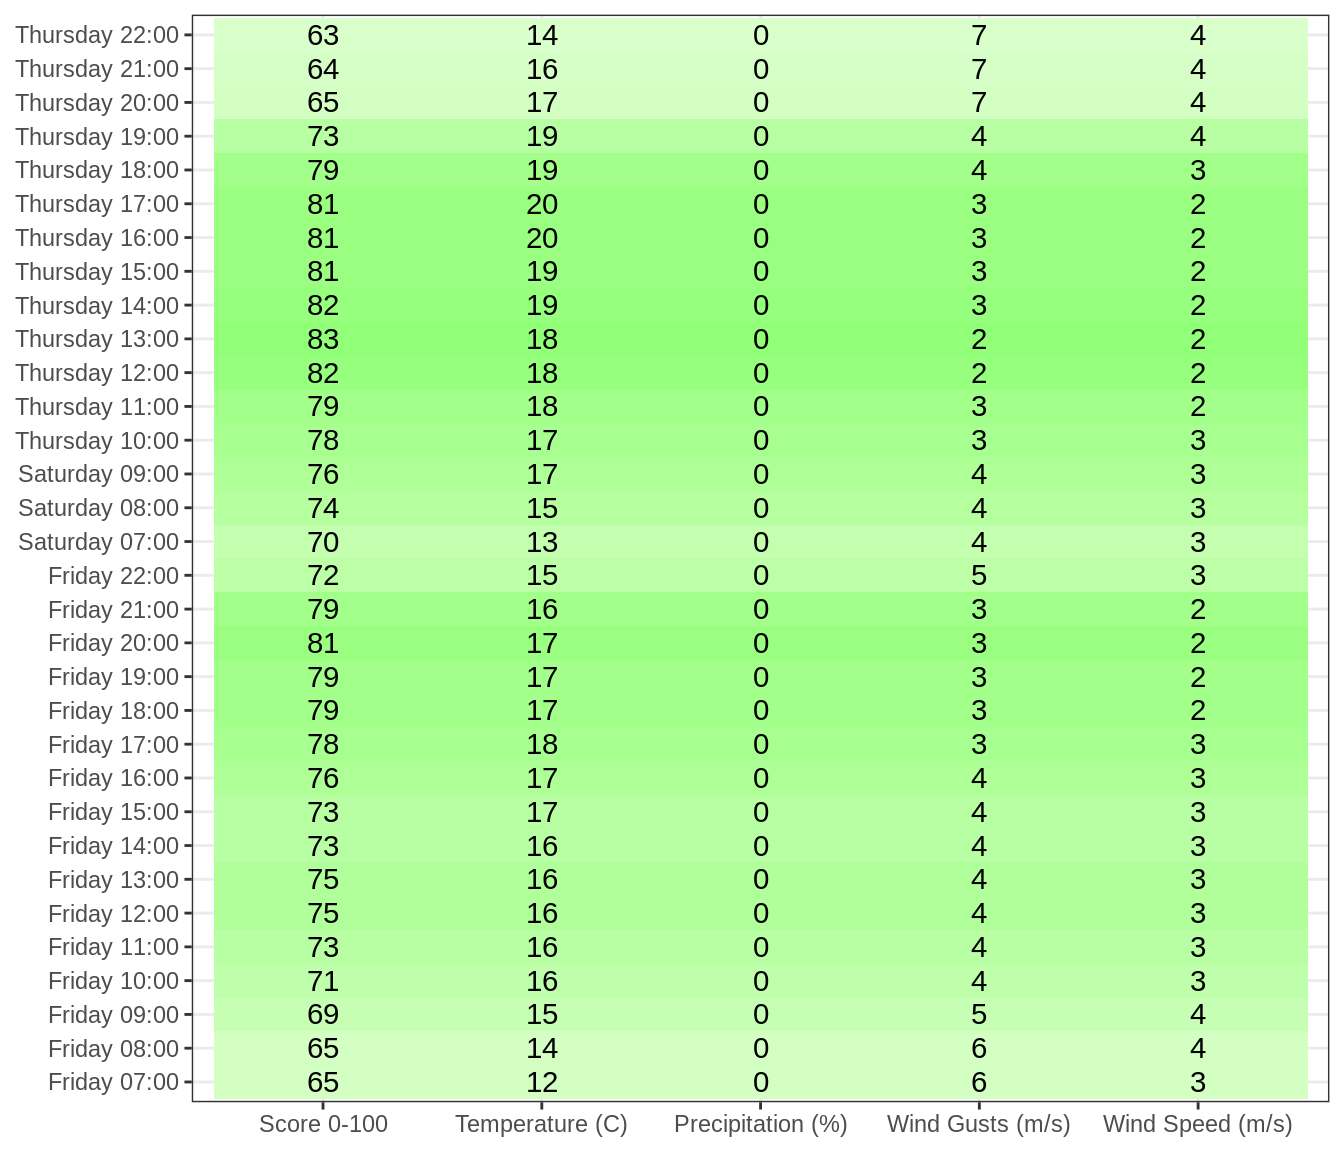 Thursday 22:00 63 14 0 7 4
Thursday 21:00 64 16 0 7 4
Thursday 20:00 65 17 0 7 4
Thursday 19:00 73 19 0 4 4
Thursday 18:00 79 19 0 4 3
Thursday 17:00 81 20 0 3 2
Thursday 16:00 81 20 0 3 2
Thursday 15:00 81 19 0 3 2
Thursday 14:00 82 19 0 3 2
Thursday 13:00 83 18 0 2 2
Thursday 12:00 82 18 0 2 2
Thursday 11:00 79 18 0 3 2
Thursday 10:00 78 17 0 3 3
Saturday 09:00 76 17 0 4 3
Saturday 08:00 74 15 0 4 3
Saturday 07:00 70 13 0 4 3
Friday 22:00 72 15 0 5 3
Friday 21:00 79 16 0 3 2
Friday 20:00 81 17 0 3 2
Friday 19:00 79 17 0 3 2
Friday 18:00 79 17 0 3 2
Friday 17:00 78 18 0 3 3
Friday 16:00 76 17 0 4 3
Friday 15:00 73 17 0 4 3
Friday 14:00 73 16 0 4 3
Friday 13:00 75 16 0 4 3
Friday 12:00 75 16 0 4 3
Friday 11:00 73 16 0 4 3
Friday 10:00 71 16 0 4 3
Friday 09:00 69 15 0 5 4
Friday 08:00 65 14 0 6 4
Friday 07:00 65 12 0 6 3
Score 0-100 Temperature (C) Precipitation (%) Wind Gusts (m/s) Wind Speed (m/s)